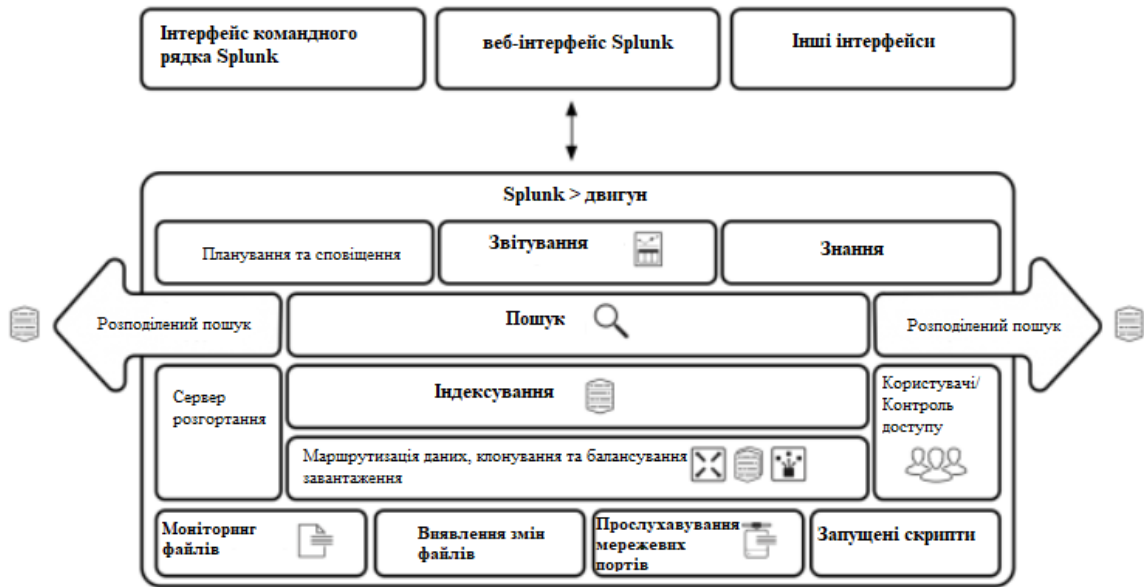 Інтерфейс командного
рядка Splunk
веб-інтерфейс Splunk
Інші інтерфейси
Splunk > двигун
Планування та сповіщення
Звітування
Знання
Розподілений пошук
Пошук
Розподілений пошук
Сервер
розгортання
Індексування
Користувачі/
Контроль
доступу
Маршрутизація даних, клонування та балансування
завантаження
Моніторинг
файлів
Виявлення змін
файлів
Прослухавування
мережевих
портів
Запущені скрипти